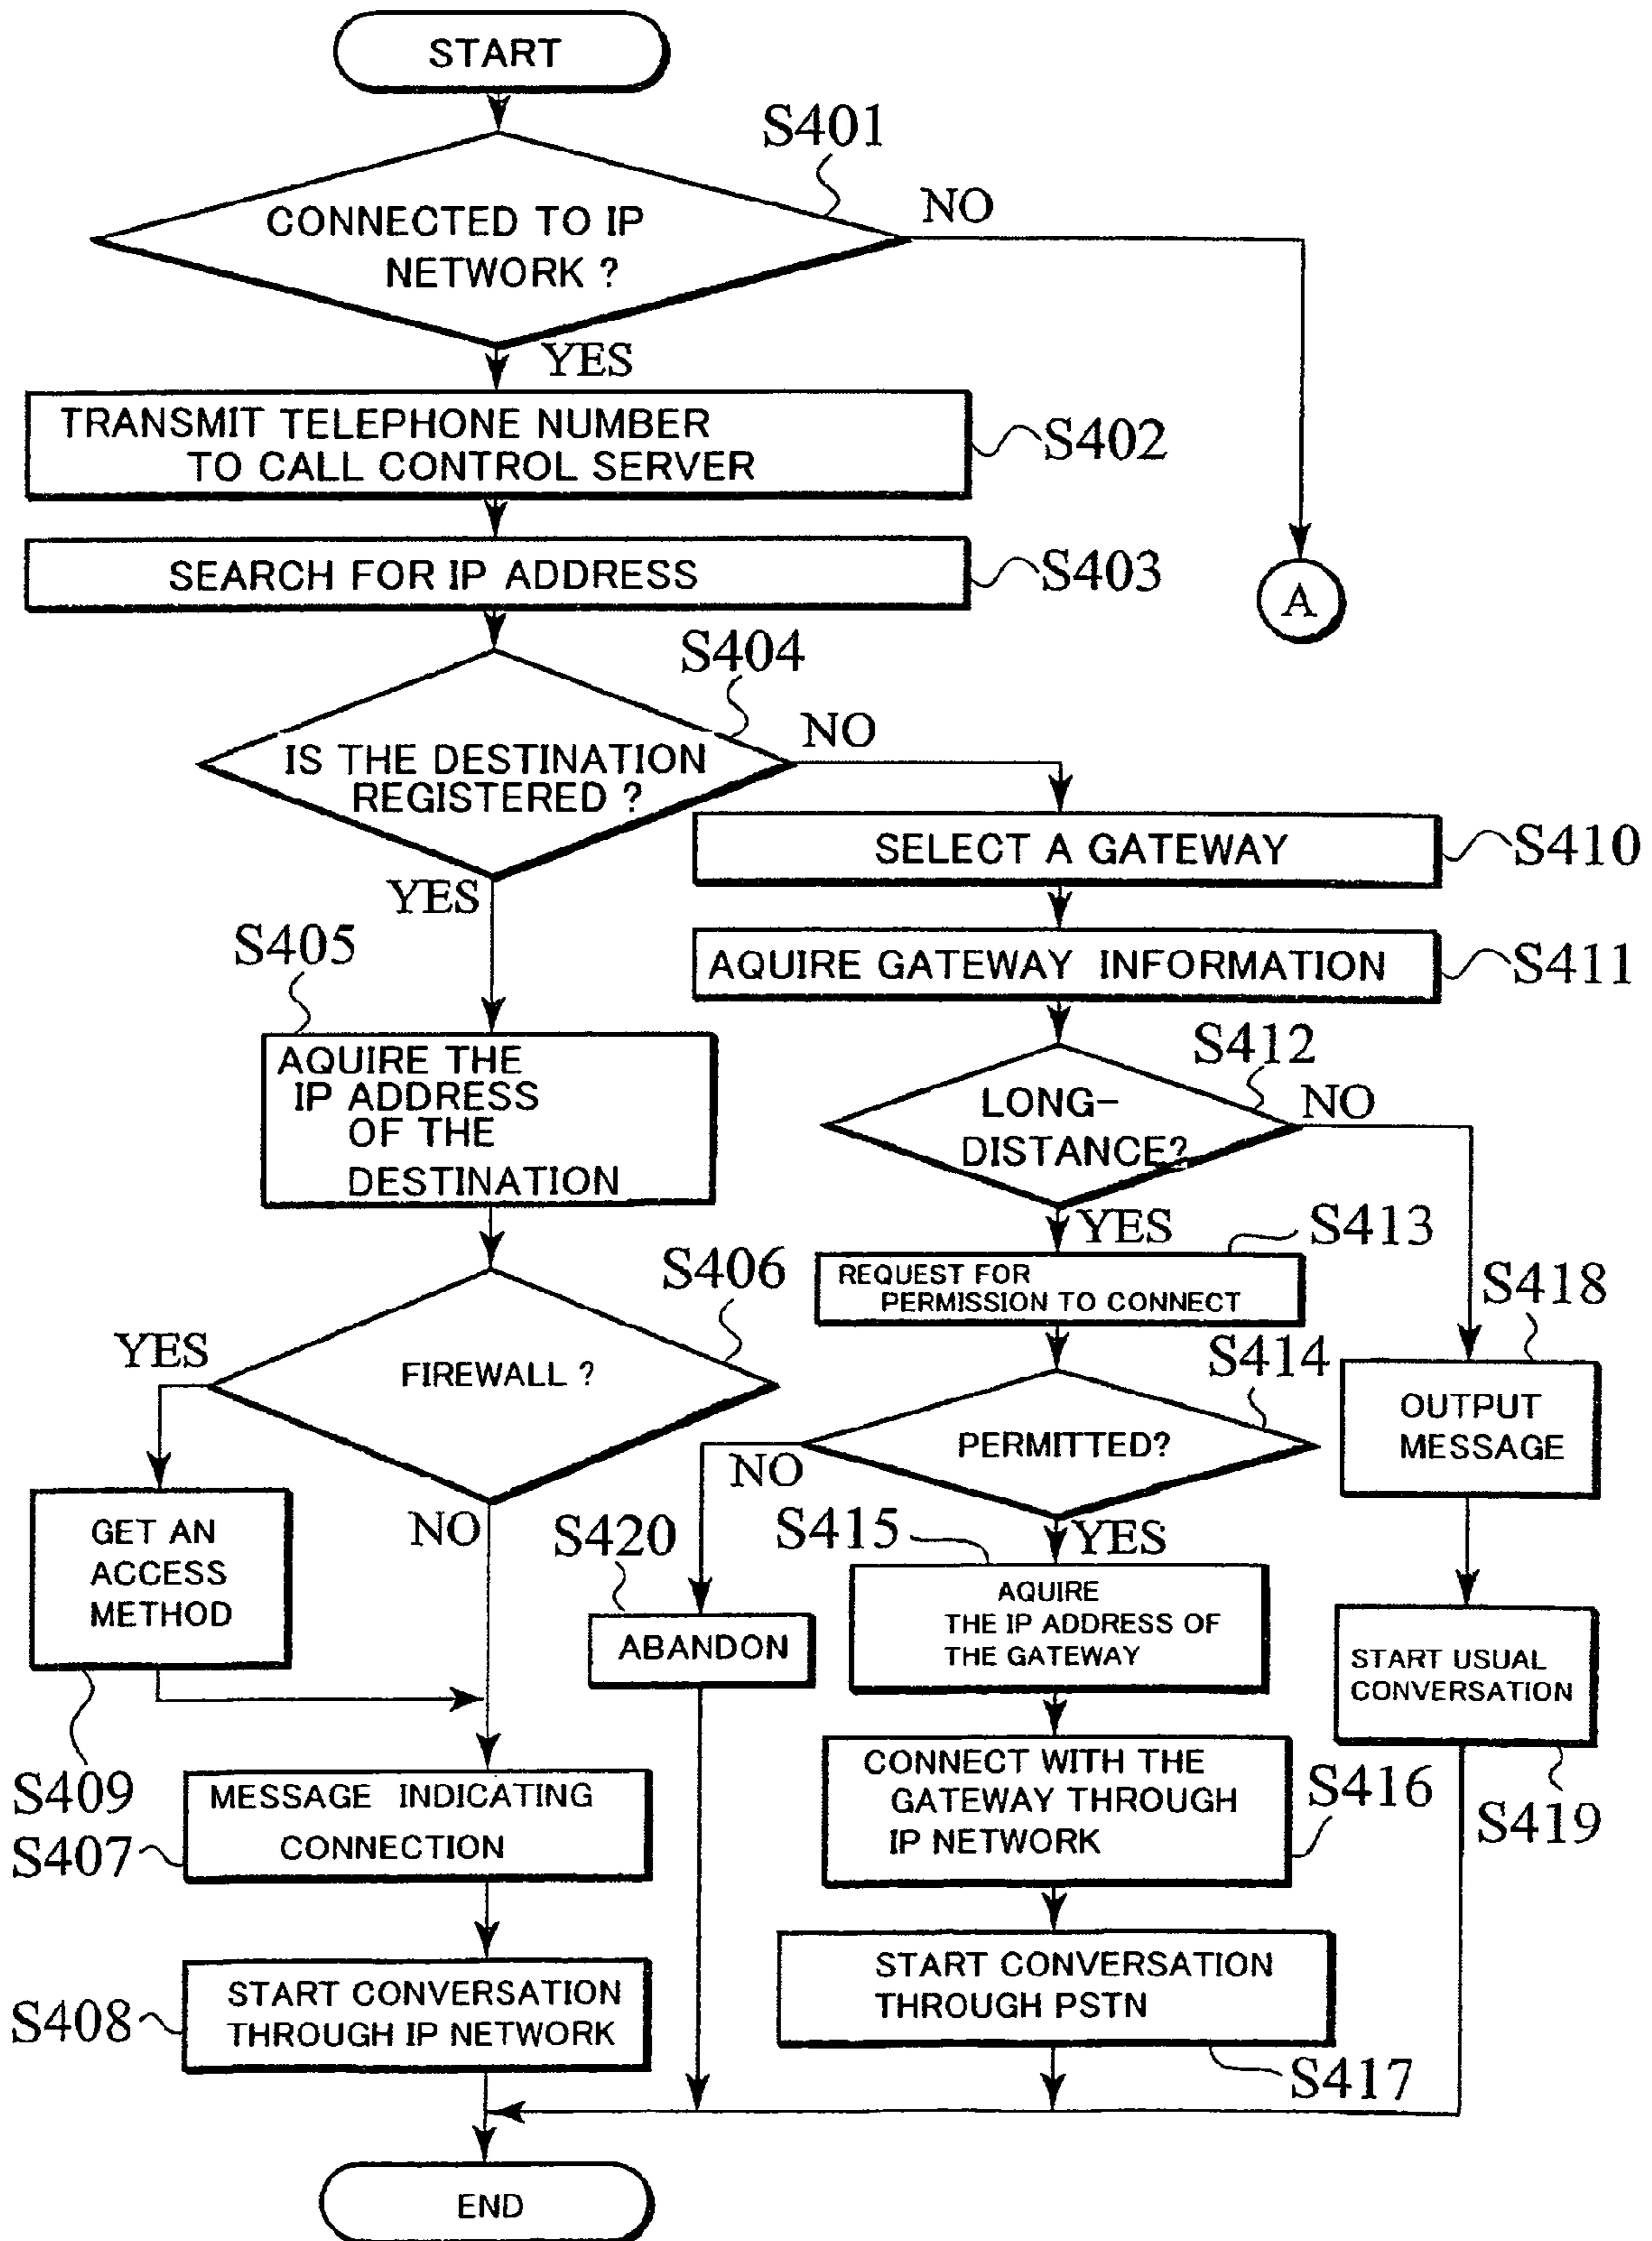 START
S401
CONNECTED TO IP
NETWORK ?
NO
YES
TRANSMIT TELEPHONE NUMBER
TO CALL CONTROL SERVER
S402
SEARCH FOR IP ADDRESS
S403
A
S404
IS THE DESTINATION
REGISTERED ?
NO
YES
SELECT A GATEWAY
S410
AQUIRE GATEWAY INFORMATION
S411
S405
AQUIRE THE
IP ADDRESS
OF THE
DESTINATION
S412
LONG-
DISTANCE?
NO
YES
S413
REQUEST FOR
PERMISSION TO CONNECT
S406
FIREWALL ?
YES
NO
S414
PERMITTED?
NO
YES
S418
OUTPUT
MESSAGE
GET AN
ACCESS
METHOD
S409
S420
ABANDON
S415
AQUIRE
THE IP ADDRESS OF
THE GATEWAY
START USUAL
CONVERSATION
S419
MESSAGE INDICATING
CONNECTION
S407
CONNECT WITH THE
GATEWAY THROUGH
IP NETWORK
S416
START CONVERSATION
THROUGH IP NETWORK
S408
START CONVERSATION
THROUGH PSTN
S417
END